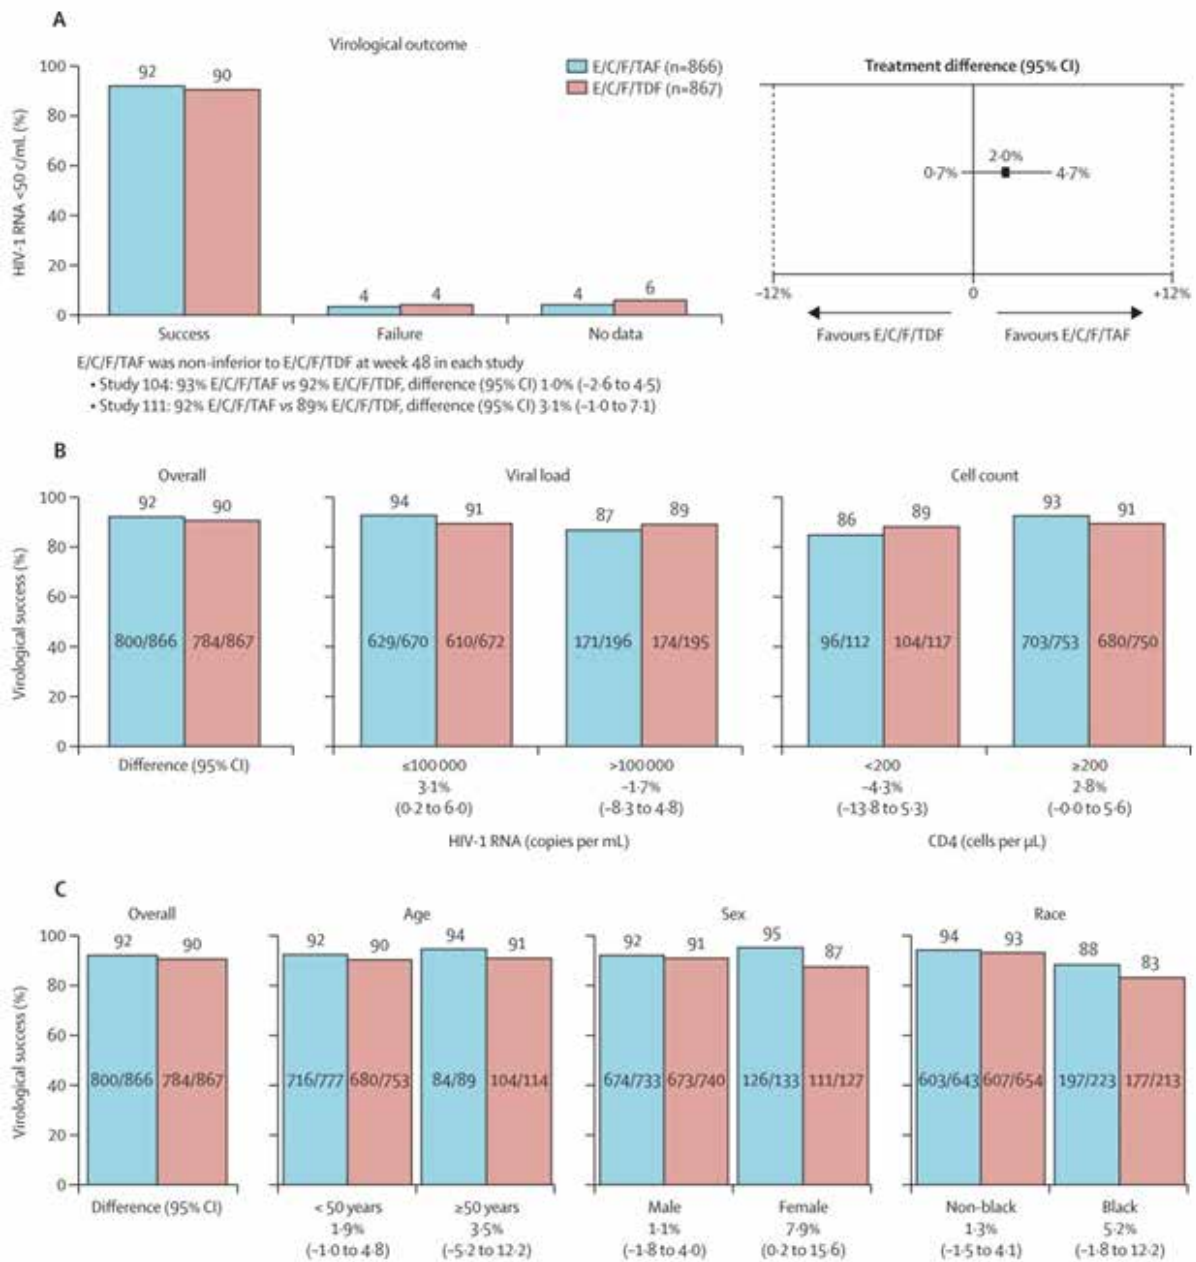 A
Virological outcome
E/C/F/TAF (n=866)
E/C/F/TDF (n=867)
HIV-1 RNA <50 c/mL (%)
100
80
60
40
20
0
92
90
4
4
4
6
Success
Failure
No data
Treatment difference (95% CI)
2·0%
0·7%
4·7%
–12%
0
+12%
Favours E/C/F/TDF
Favours E/C/F/TAF
E/C/F/TAF was non-inferior to E/C/F/TDF at week 48 in each study
• Study 104: 93% E/C/F/TAF vs 92% E/C/F/TDF, difference (95% CI) 1·0% (–2·6 to 4·5)
• Study 111: 92% E/C/F/TAF vs 89% E/C/F/TDF, difference (95% CI) 3·1% (–1·0 to 7·1)
B
Overall
Viral load
Cell count
Virological success (%)
100
80
60
40
20
0
92
90
94
91
87
89
86
89
93
91
800/866
784/867
629/670
610/672
171/196
174/195
96/112
104/117
703/753
680/750
Difference (95% CI)
≤100 000
>100 000
<200
≥200
3·1%
–1·7%
–4·3%
2·8%
(0·2 to 6·0)
(–8·3 to 4·8)
(–13·8 to 5·3)
(–0·0 to 5·6)
HIV-1 RNA (copies per mL)
CD4 (cells per µL)
C
Overall
Age
Sex
Race
Virological success (%)
100
80
60
40
20
0
92
90
92
90
94
91
92
91
95
87
94
93
88
83
800/866
784/867
716/777
680/753
84/89
104/114
674/733
673/740
126/133
111/127
603/643
607/654
197/223
177/213
Difference (95% CI)
< 50 years
≥50 years
Male
Female
Non-black
Black
1·9%
3·5%
1·1%
7·9%
1·3%
5·2%
(–1·0 to 4·8)
(–5·2 to 12·2)
(–1·8 to 4·0)
(0·2 to 15·6)
(–1·5 to 4·1)
(–1·8 to 12·2)